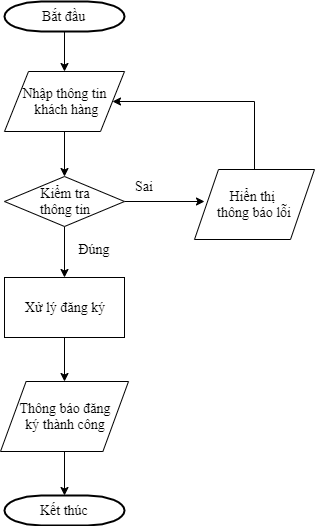 Bắt đầu
Nhập thông tin
khách hàng
Kiểm tra
thông tin
Sai
Hiển thị
thông báo lỗi
Đúng
Xử lý đăng ký
Thông báo đăng
ký thành công
Kết thúc